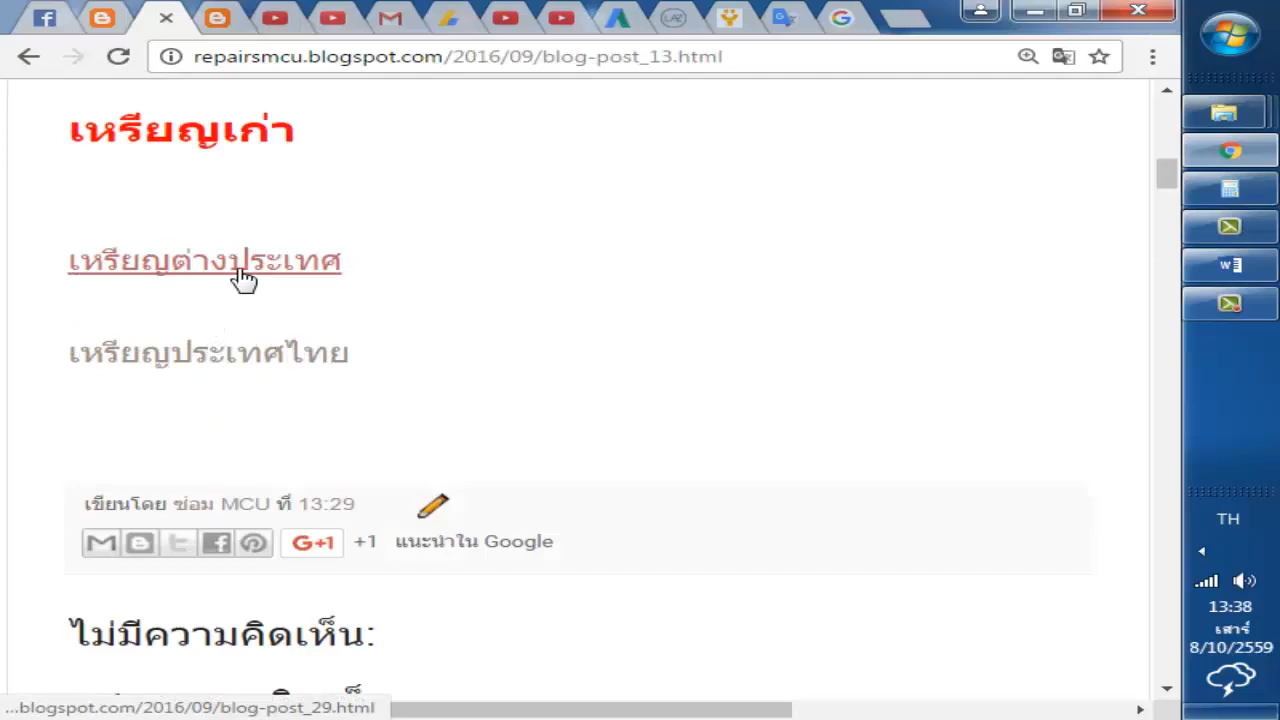 repairsmcu.blogspot.com/2016/09/blog-post_13.html
เหรียญเก่า
เหรียญต่างประเทศ
เหรียญประเทศไทย
เขียนโดย ซ่อม MCU ที่ 13:29
G+1 +1 แนะนำใน Google
ไม่มีความคิดเห็น:
...blogspot.com/2016/09/blog-post_29.html
TH
13:38
เสาร์
8/10/2559